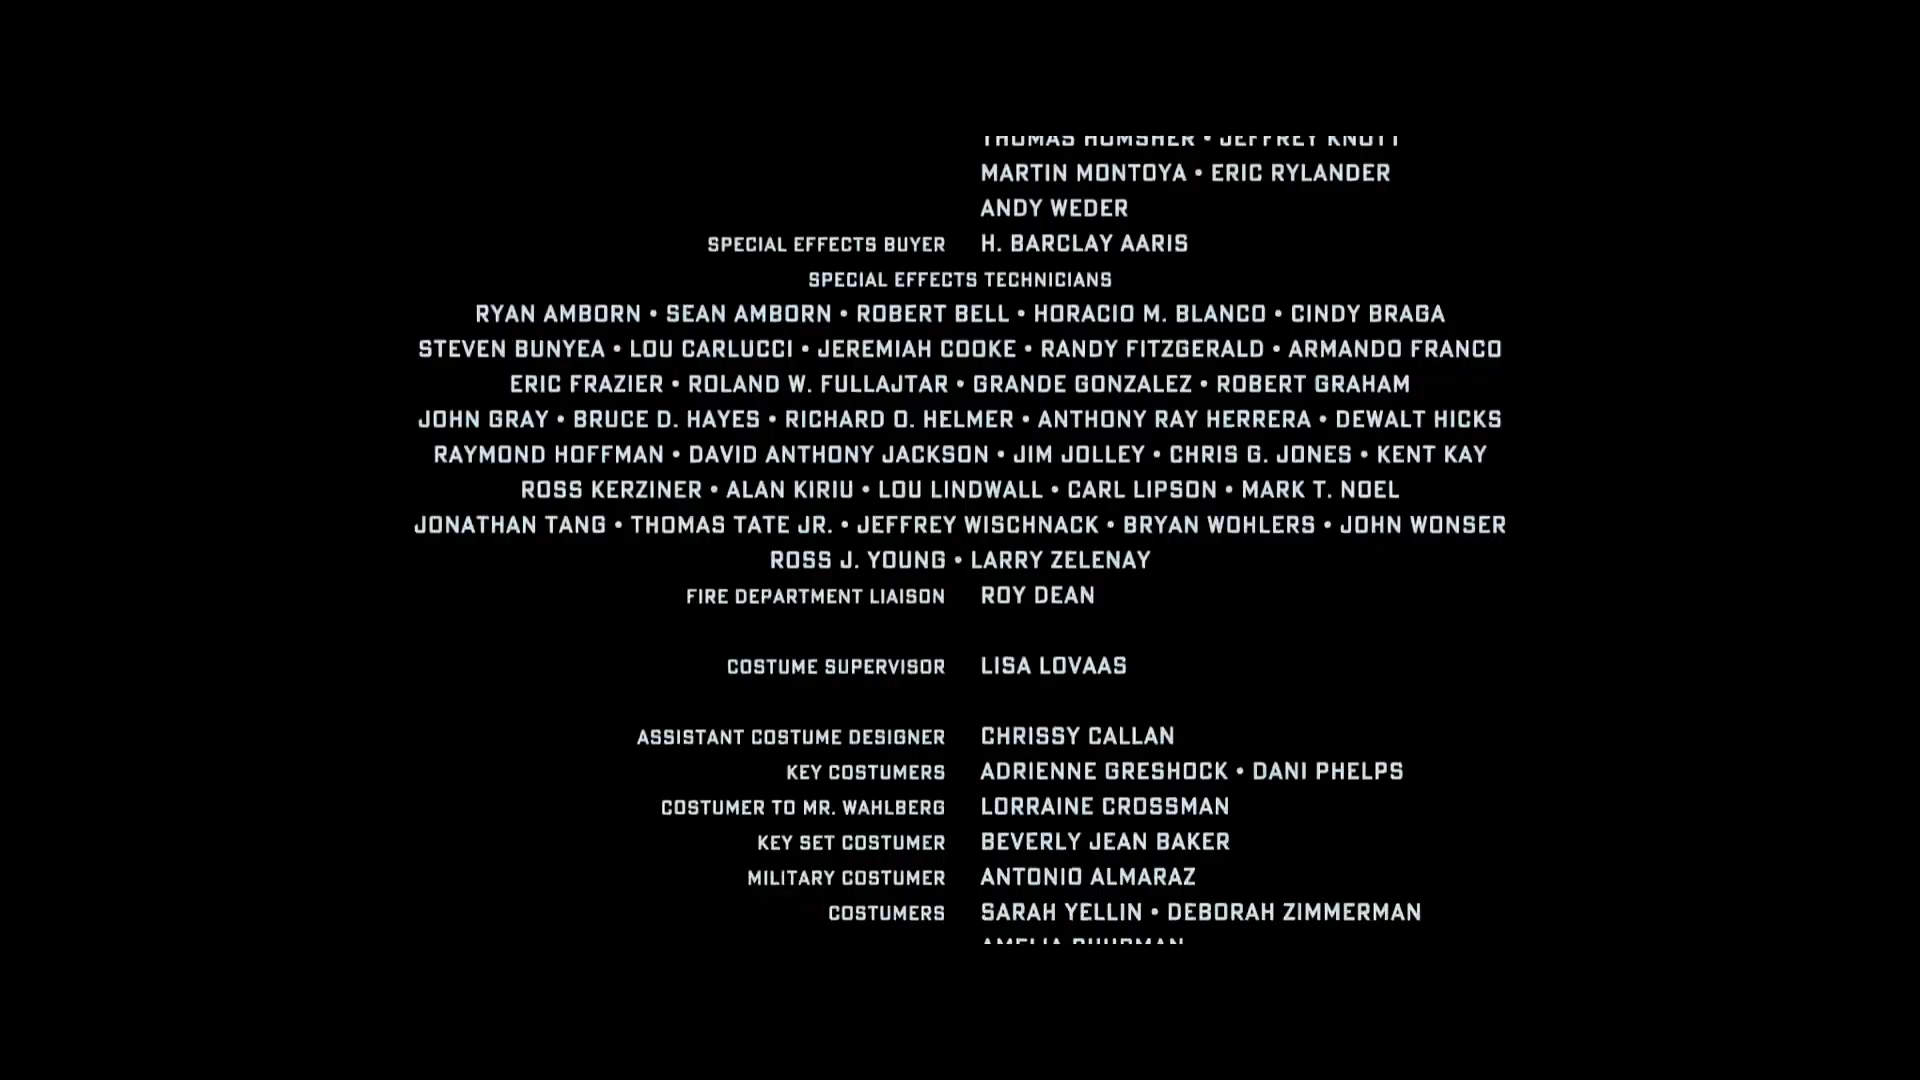 THOMAS HOMSHER • JEFFREY KNOTT
MARTIN MONTOYA • ERIC RYLANDER
ANDY WEDER
SPECIAL EFFECTS BUYER H. BARCLAY AARIS
SPECIAL EFFECTS TECHNICIANS
RYAN AMBORN • SEAN AMBORN • ROBERT BELL • HORACIO M. BLANCO • CINDY BRAGA
STEVEN BUNYEA • LOU CARLUCCI • JEREMIAH COOKE • RANDY FITZGERALD • ARMANDO FRANCO
ERIC FRAZIER • ROLAND W. FULLAJTAR • GRANDE GONZALEZ • ROBERT GRAHAM
JOHN GRAY • BRUCE D. HAYES • RICHARD O. HELMER • ANTHONY RAY HERRERA • DEWALT HICKS
RAYMOND HOFFMAN • DAVID ANTHONY JACKSON • JIM JOLLEY • CHRIS G. JONES • KENT KAY
ROSS KERZINER • ALAN KIRIU • LOU LINDWALL • CARL LIPSON • MARK T. NOEL
JONATHAN TANG • THOMAS TATE JR. • JEFFREY WISCHNACK • BRYAN WOHLERS • JOHN WONSER
ROSS J. YOUNG • LARRY ZELENAY
FIRE DEPARTMENT LIAISON ROY DEAN
COSTUME SUPERVISOR LISA LOVAAS
ASSISTANT COSTUME DESIGNER CHRISSY CALLAN
KEY COSTUMERS ADRIENNE GRESHOCK • DANI PHELPS
COSTUMER TO MR. WAHLBERG LORRAINE CROSSMAN
KEY SET COSTUMER BEVERLY JEAN BAKER
MILITARY COSTUMER ANTONIO ALMARAZ
COSTUMERS SARAH YELLIN • DEBORAH ZIMMERMAN
AMELIA